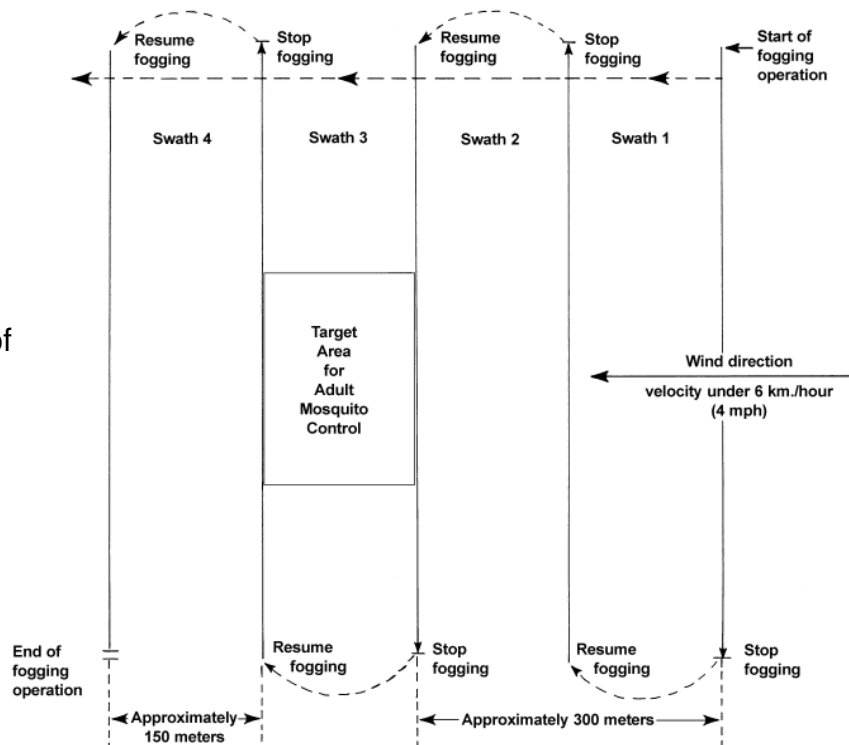 Resume
fogging
Stop
fogging
Resume
fogging
Stop
fogging
Start of
fogging
operation
Swath 4
Swath 3
Swath 2
Swath 1
of
Target
Area
for
Adult
Mosquito
Control
Wind direction
velocity under 6 km./hour
(4 mph)
End of
fogging
operation
Resume
fogging
Stop
fogging
Resume
fogging
Stop
fogging
Approximately
150 meters
Approximately 300 meters